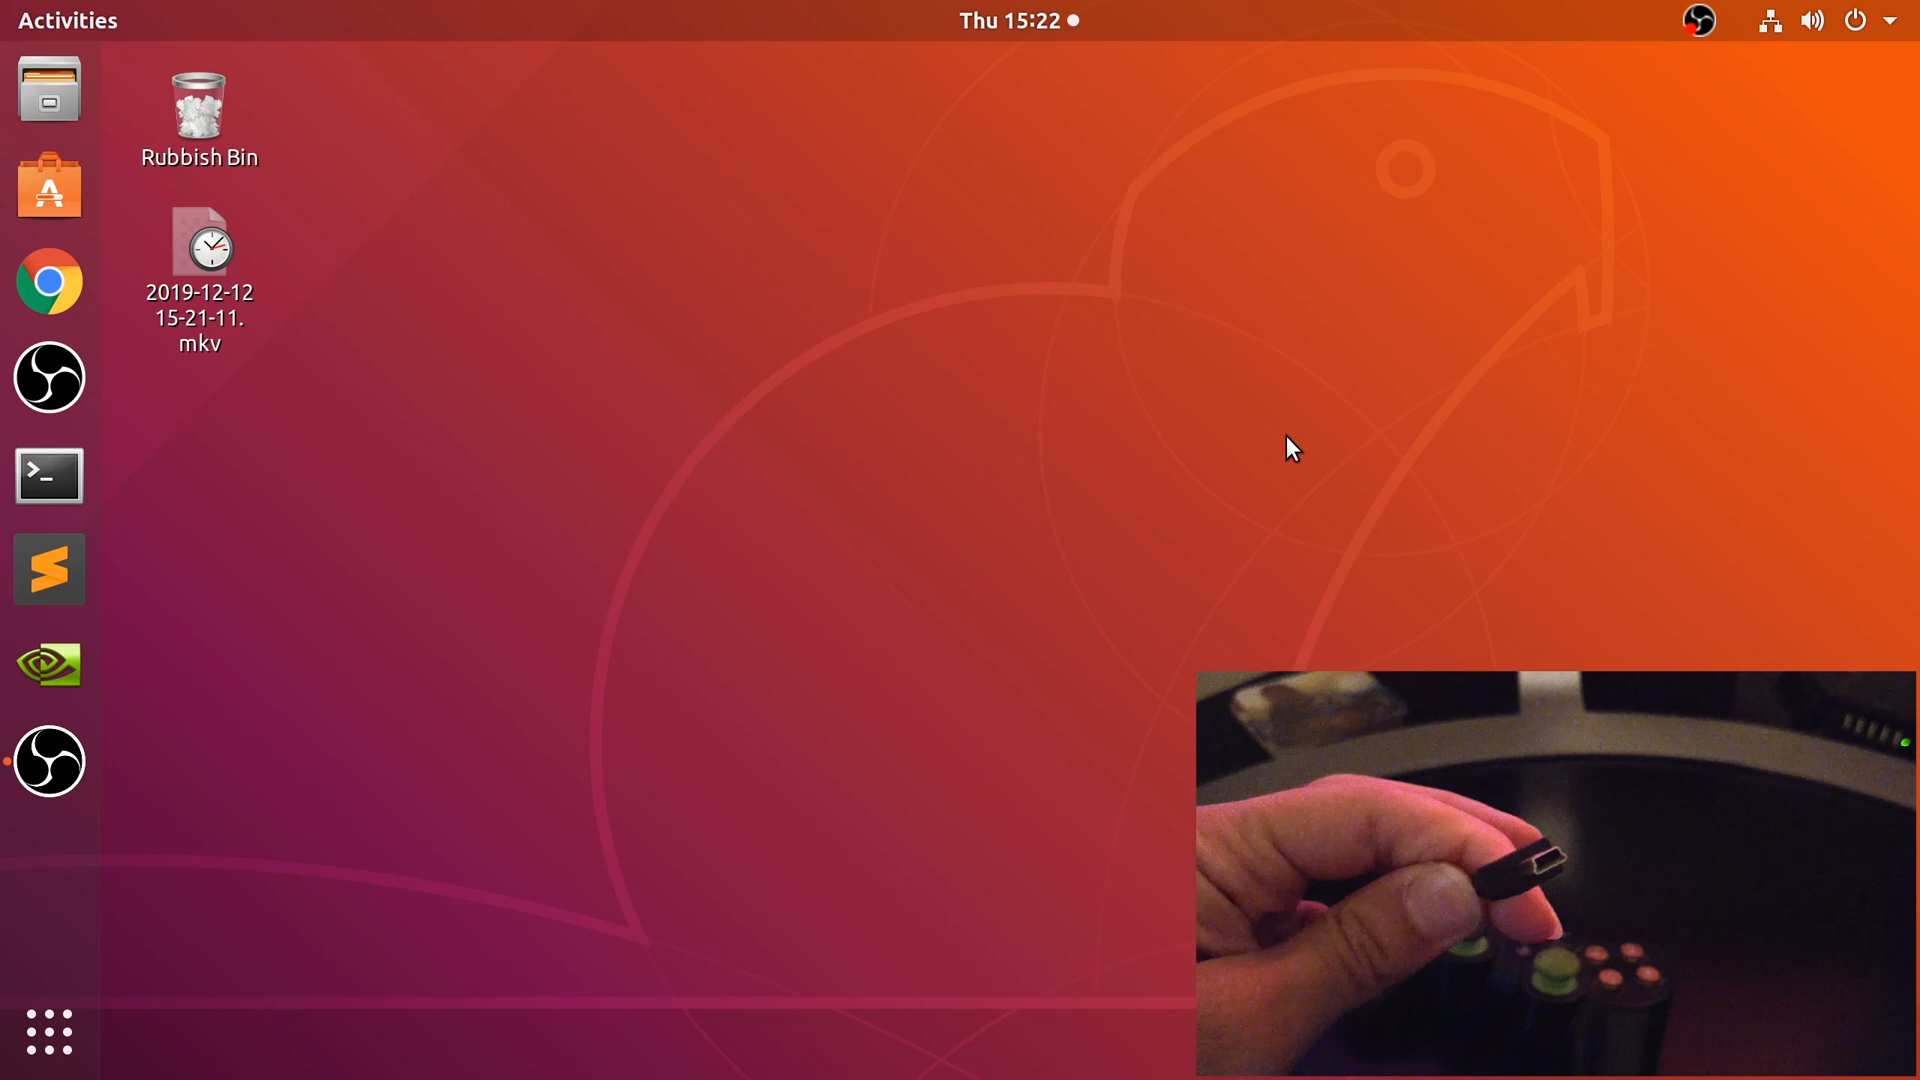 Activities
Thu 15:22
Rubbish Bin
2019-12-12
15-21-11.
mkv